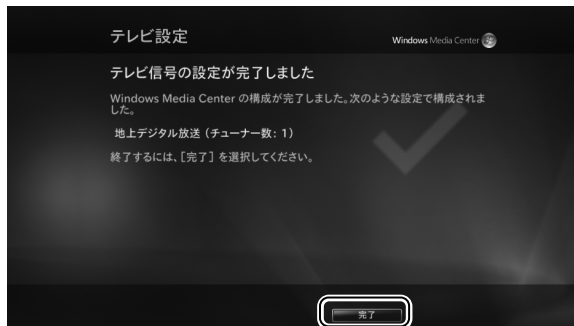 テレビ設定
Windows Media Center
テレビ信号の設定が完了しました
Windows Media Center の構成が完了しました。次のような設定で構成されま
した。
地上デジタル放送（チューナー数：1）
終了するには、［完了］を選択してください。
完了